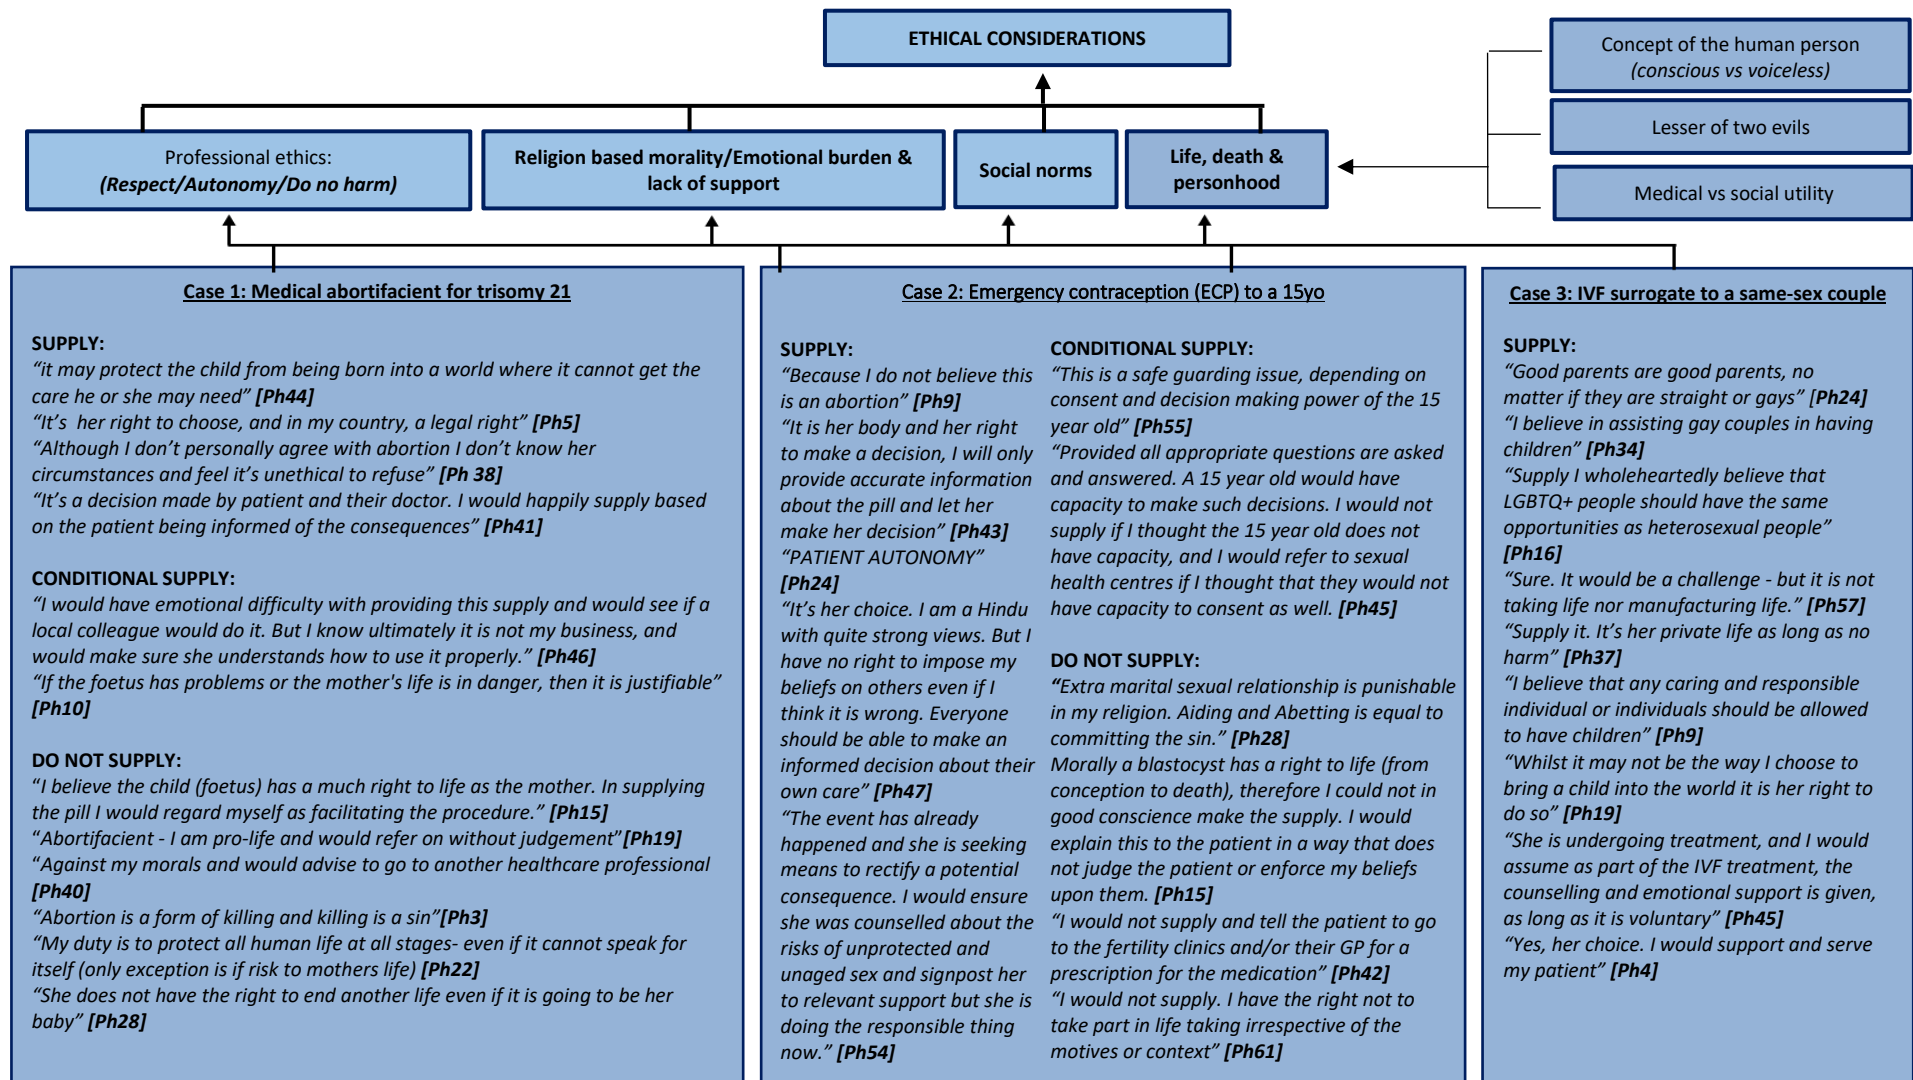 ETHICAL CONSIDERATIONS
Concept of the human person
(conscious vs voiceless)
Lesser of two evils
Medical vs social utility
Professional ethics:
(Respect/Autonomy/Do no harm)
Religion based morality/Emotional burden &
lack of support
Social norms
Life, death &
personhood
Case 1: Medical abortifacient for trisomy 21
SUPPLY:
“it may protect the child from being born into a world where it cannot get the
care he or she may need” [Ph44]
“It’s  her right to choose, and in my country, a legal right” [Ph5]
“Although I don’t personally agree with abortion I don’t know her
circumstances and feel it’s unethical to refuse” [Ph 38]
“It’s a decision made by patient and their doctor. I would happily supply based
on the patient being informed of the consequences” [Ph41]
CONDITIONAL SUPPLY:
“I would have emotional difficulty with providing this supply and would see if a
local colleague would do it. But I know ultimately it is not my business, and
would make sure she understands how to use it properly.” [Ph46]
“If the foetus has problems or the mother's life is in danger, then it is justifiable”
[Ph10]
DO NOT SUPPLY:
“I believe the child (foetus) has a much right to life as the mother. In supplying
the pill I would regard myself as facilitating the procedure.” [Ph15]
“Abortifacient - I am pro-life and would refer on without judgement”[Ph19]
“Against my morals and would advise to go to another healthcare professional
[Ph40]
“Abortion is a form of killing and killing is a sin”[Ph3]
“My duty is to protect all human life at all stages- even if it cannot speak for
itself (only exception is if risk to mothers life) [Ph22]
“She does not have the right to end another life even if it is going to be her
baby” [Ph28]
Case 2: Emergency contraception (ECP) to a 15yo
SUPPLY:
“Because I do not believe this
is an abortion” [Ph9]
“It is her body and her right
to make a decision, I will only
provide accurate information
about the pill and let her
make her decision” [Ph43]
“PATIENT AUTONOMY”
[Ph24]
“It’s her choice. I am a Hindu
with quite strong views. But I
have no right to impose my
beliefs on others even if I
think it is wrong. Everyone
should be able to make an
informed decision about their
own care” [Ph47]
“The event has already
happened and she is seeking
means to rectify a potential
consequence. I would ensure
she was counselled about the
risks of unprotected and
unaged sex and signpost her
to relevant support but she is
doing the responsible thing
now.” [Ph54]
CONDITIONAL SUPPLY:
“This is a safe guarding issue, depending on
consent and decision making power of the 15
year old” [Ph55]
“Provided all appropriate questions are asked
and answered. A 15 year old would have
capacity to make such decisions. I would not
supply if I thought the 15 year old does not
have capacity, and I would refer to sexual
health centres if I thought that they would not
have capacity to consent as well. [Ph45]
DO NOT SUPPLY:
“Extra marital sexual relationship is punishable
in my religion. Aiding and Abetting is equal to
committing the sin.” [Ph28]
Morally a blastocyst has a right to life (from
conception to death), therefore I could not in
good conscience make the supply. I would
explain this to the patient in a way that does
not judge the patient or enforce my beliefs
upon them. [Ph15]
“I would not supply and tell the patient to go
to the fertility clinics and/or their GP for a
prescription for the medication” [Ph42]
“I would not supply. I have the right not to
take part in life taking irrespective of the
motives or context” [Ph61]
Case 3: IVF surrogate to a same-sex couple
SUPPLY:
“Good parents are good parents, no
matter if they are straight or gays” [Ph24]
“I believe in assisting gay couples in having
children” [Ph34]
“Supply I wholeheartedly believe that
LGBTQ+ people should have the same
opportunities as heterosexual people”
[Ph16]
“Sure. It would be a challenge - but it is not
taking life nor manufacturing life.” [Ph57]
“Supply it. It’s her private life as long as no
harm” [Ph37]
“I believe that any caring and responsible
individual or individuals should be allowed
to have children” [Ph9]
“Whilst it may not be the way I choose to
bring a child into the world it is her right to
do so” [Ph19]
“She is undergoing treatment, and I would
assume as part of the IVF treatment, the
counselling and emotional support is given,
as long as it is voluntary” [Ph45]
“Yes, her choice. I would support and serve
my patient” [Ph4]